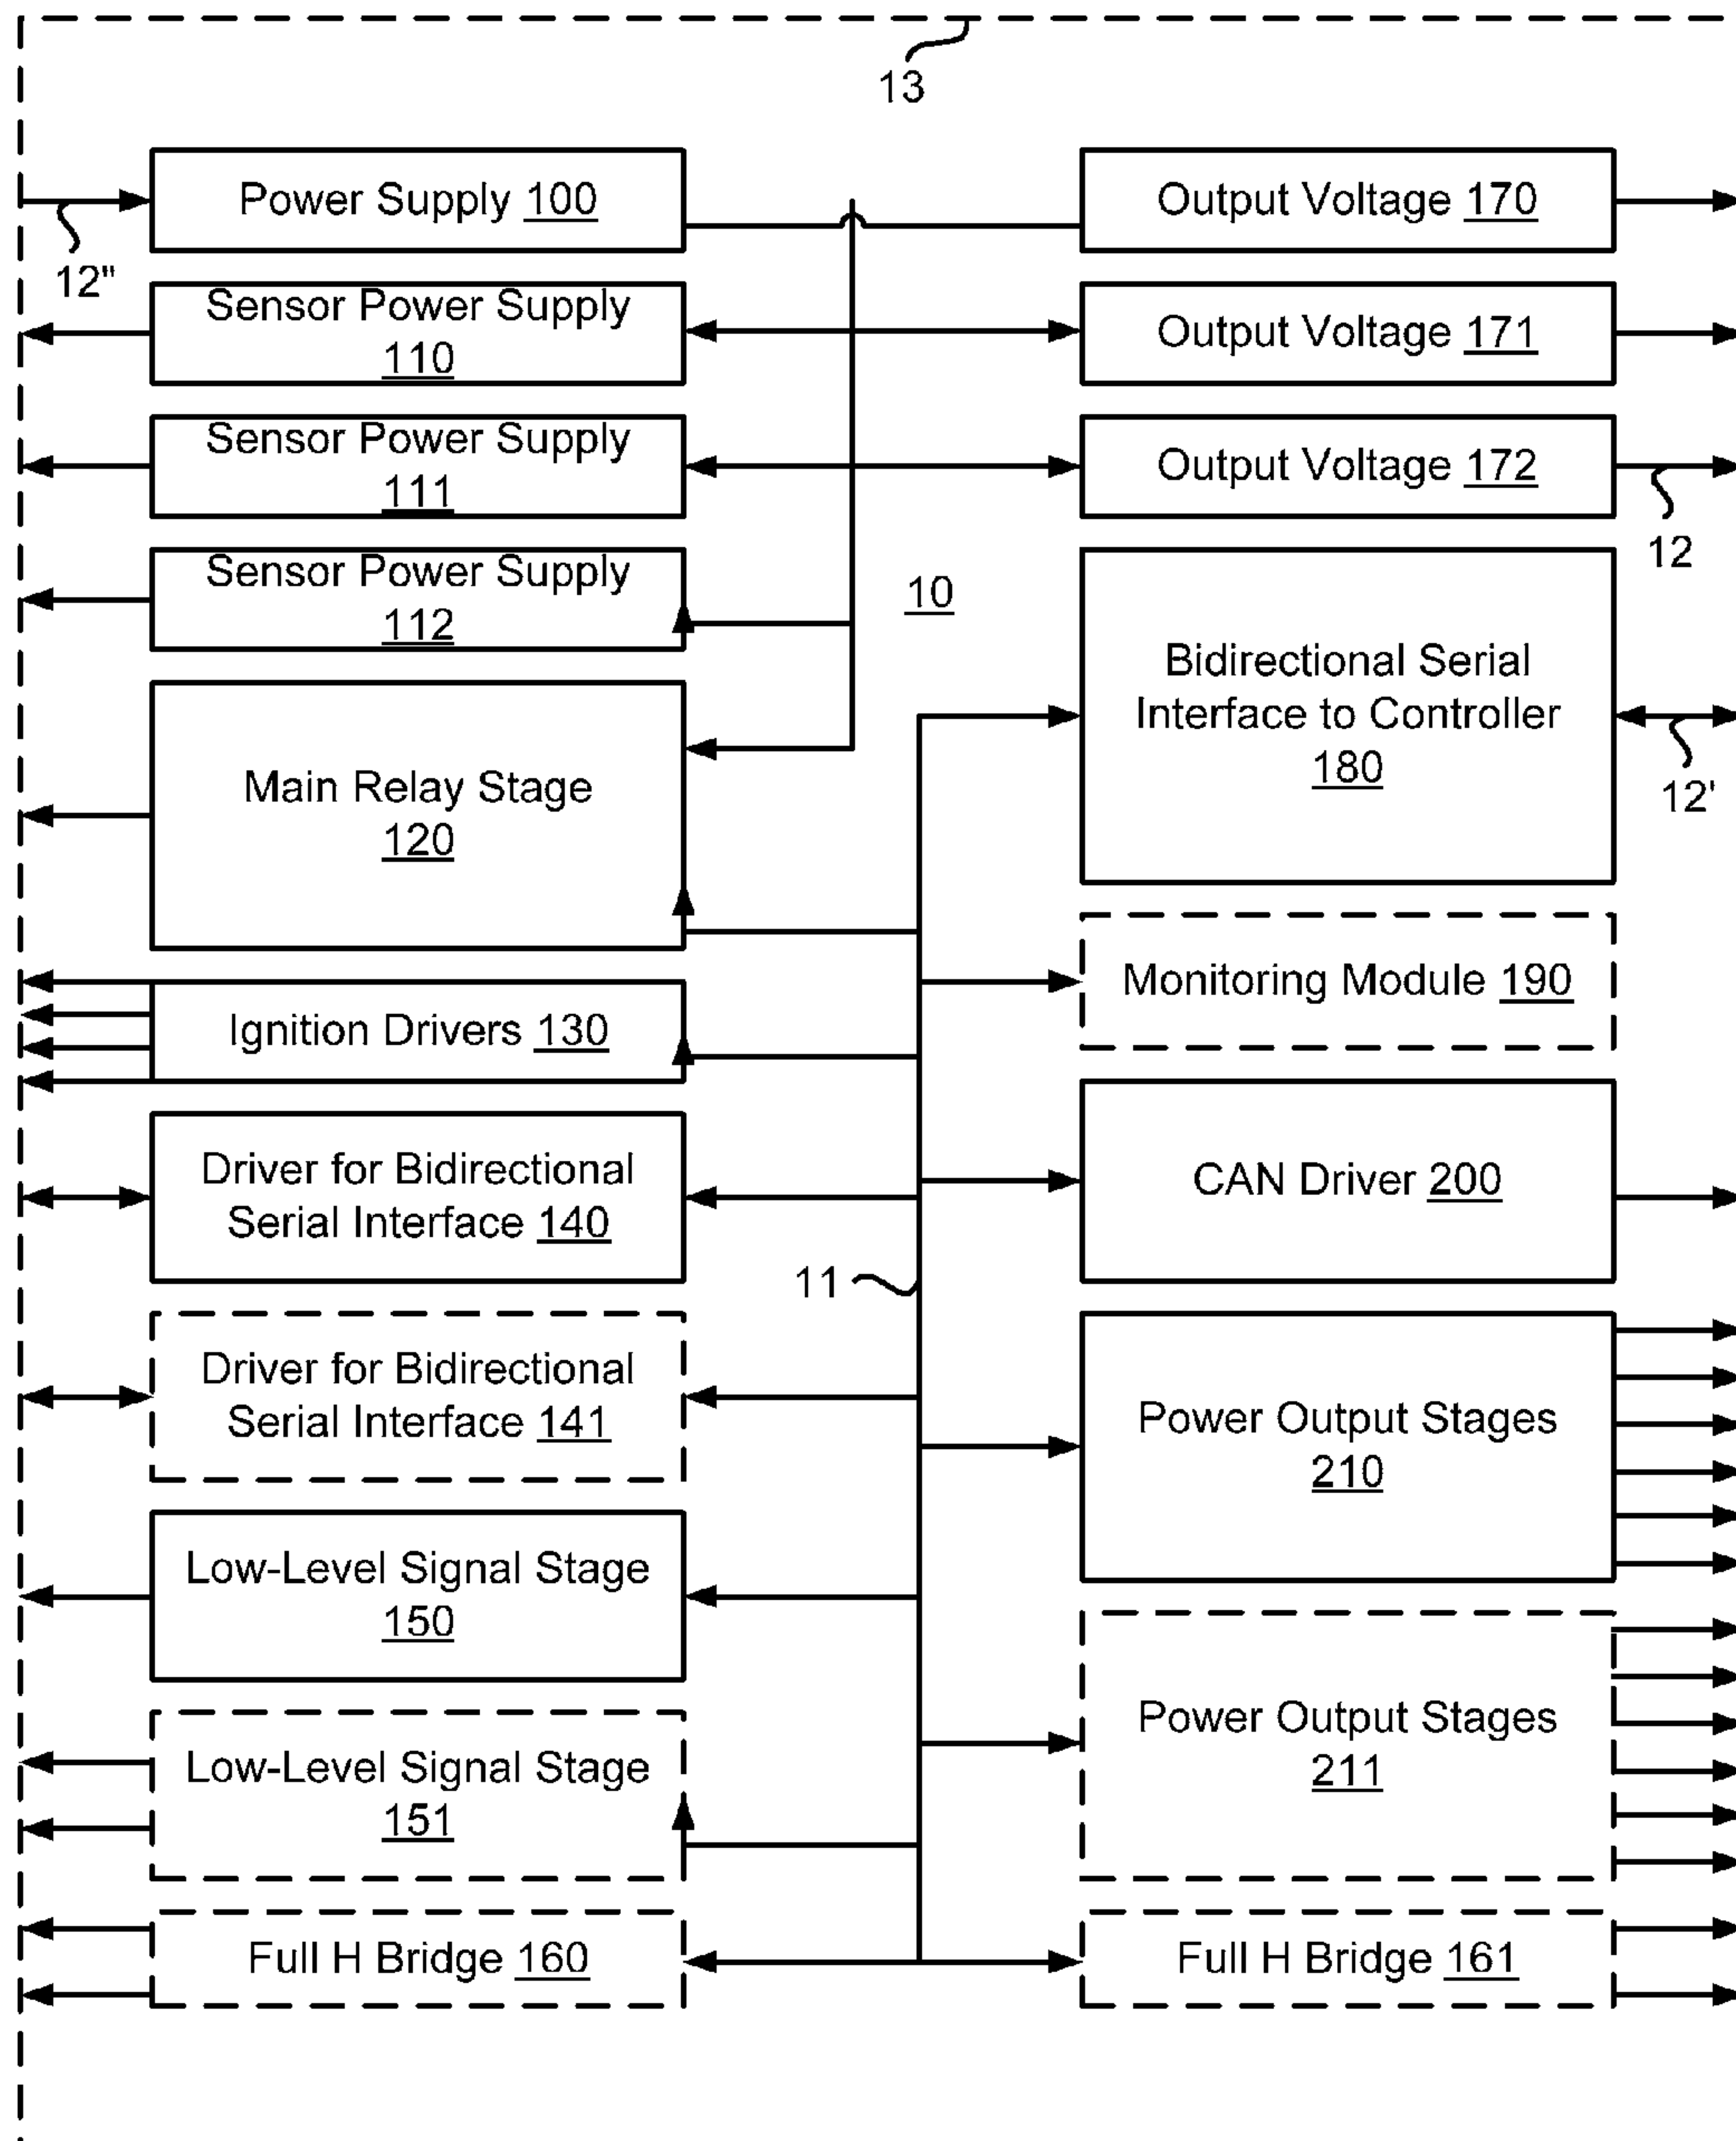 13
Power Supply 100
12"
Sensor Power Supply
110
Sensor Power Supply
111
Sensor Power Supply
112
Main Relay Stage
120
Ignition Drivers 130
Driver for Bidirectional
Serial Interface 140
Driver for Bidirectional
Serial Interface 141
Low-Level Signal Stage
150
Low-Level Signal Stage
151
Full H Bridge 160
10
11
Output Voltage 170
Output Voltage 171
Output Voltage 172
12
Bidirectional Serial
Interface to Controller
180
12'
Monitoring Module 190
CAN Driver 200
Power Output Stages
210
Power Output Stages
211
Full H Bridge 161